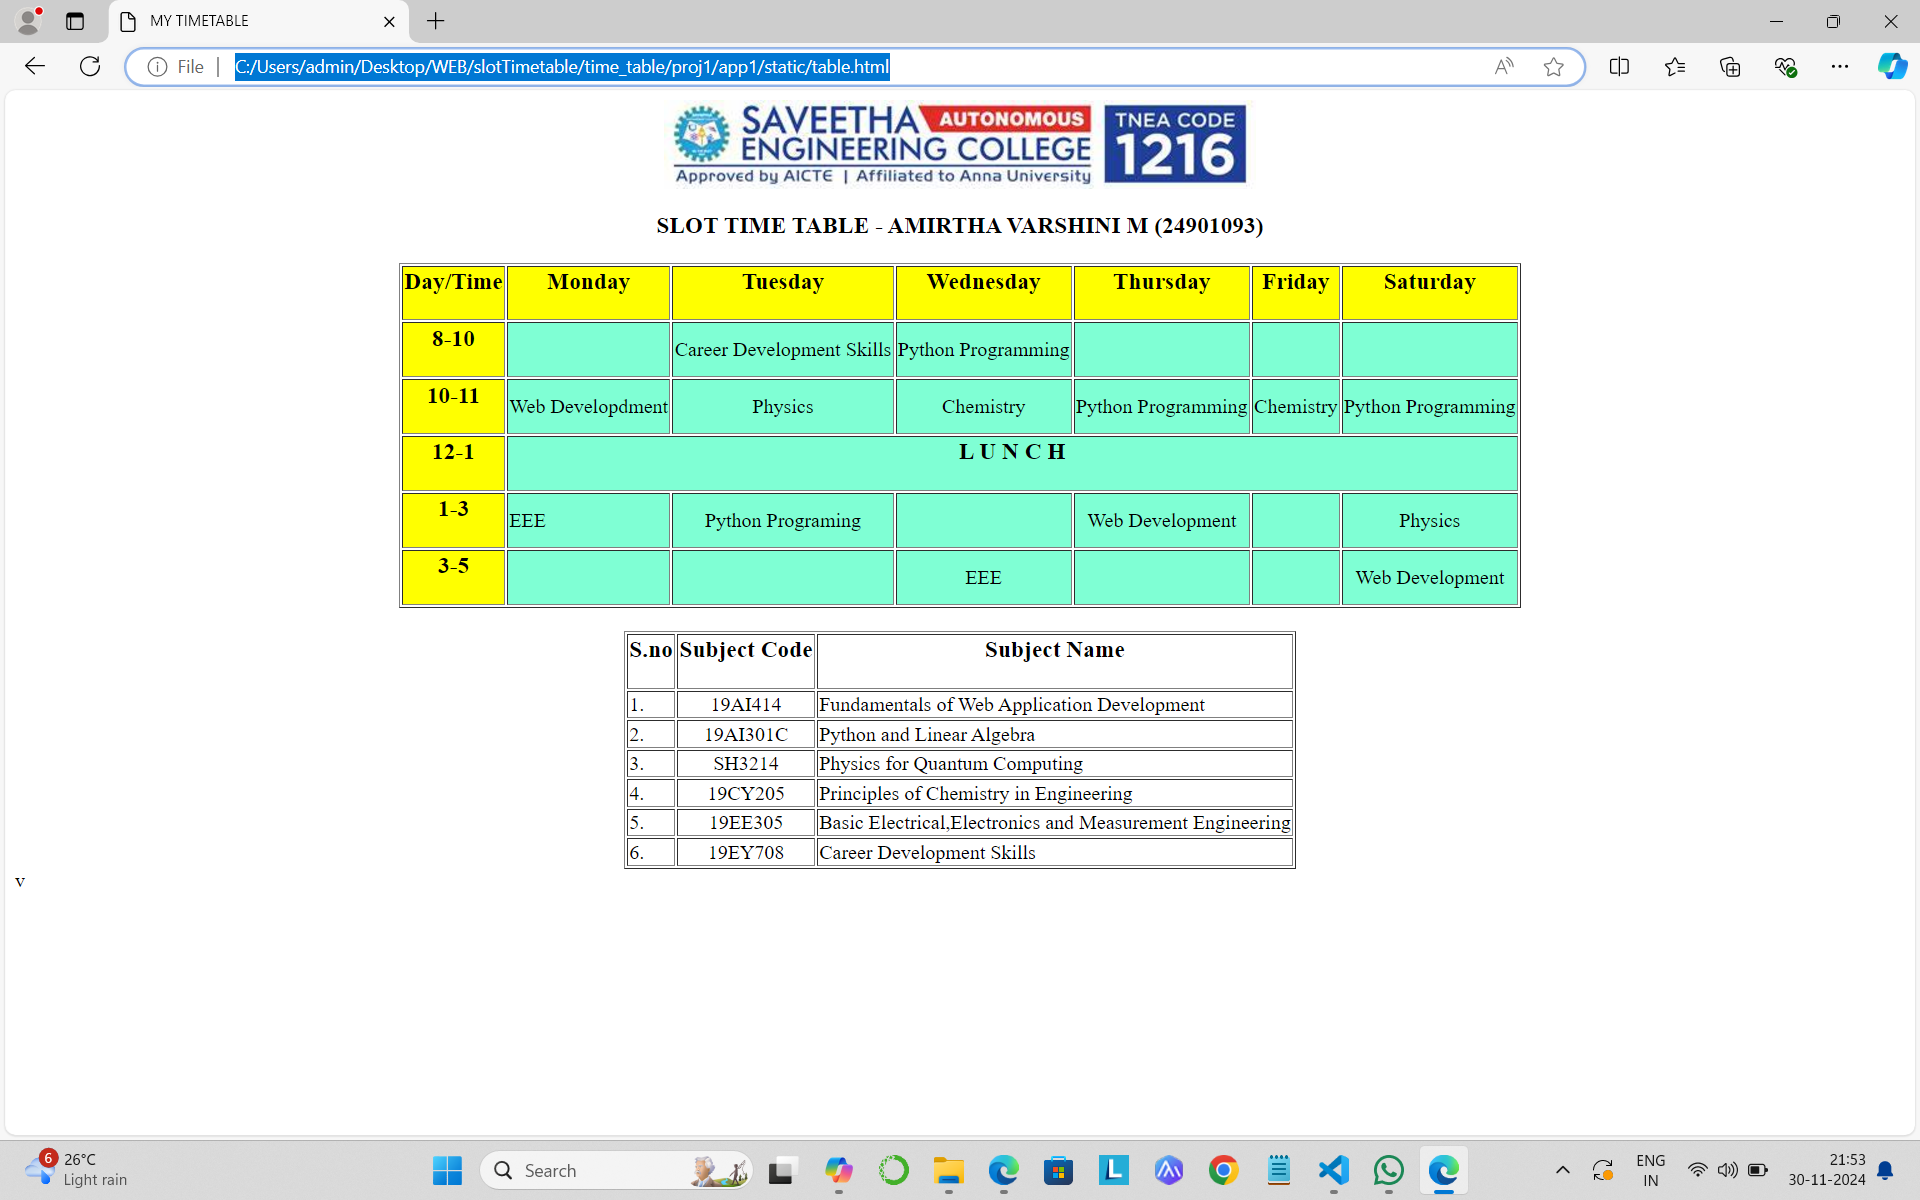 MY TIMETABLE
File
C:/Users/admin/Desktop/WEB/slotTimetable/time_table/proj1/app1/static/table.html
SAVEETHA AUTONOMOUS
ENGINEERING COLLEGE
Approved by AICTE | Affiliated to Anna University
TNEA CODE
1216
SLOT TIME TABLE - AMIRTHA VARSHINI M (24901093)
Day/Time Monday Tuesday Wednesday Thursday Friday Saturday
8-10 Career Development Skills Python Programming
10-11 Web Developdment Physics Chemistry Python Programming Chemistry Python Programming
12-1 L U N C H
1-3 EEE Python Programing Web Development Physics
3-5 EEE Web Development
S.no Subject Code Subject Name
1. 19AI414 Fundamentals of Web Application Development
2. 19AI301C Python and Linear Algebra
3. SH3214 Physics for Quantum Computing
4. 19CY205 Principles of Chemistry in Engineering
5. 19EE305 Basic Electrical,Electronics and Measurement Engineering
6. 19EY708 Career Development Skills
v
6
26°C
Light rain
Search
L
ENG
IN
21:53
30-11-2024